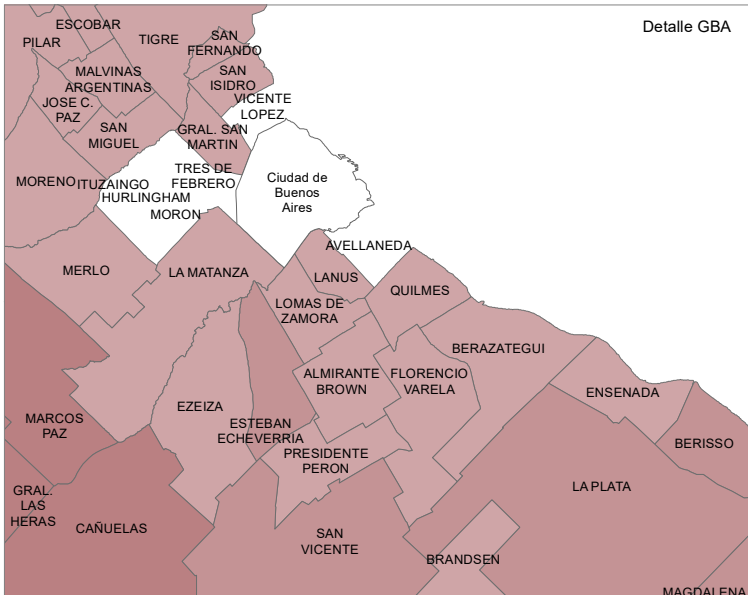 Detalle GBA
ESCOBAR
PILAR
TIGRE
SAN
FERNANDO
MALVINAS
ARGENTINAS
SAN
ISIDRO
JOSE C.
PAZ
VICENTE
LOPEZ
SAN
MIGUEL
GRAL. SAN
MARTIN
MORENO
ITUZAINGO
HURLINGHAM
TRES DE
FEBRERO
MORON
Ciudad de
Buenos
Aires
AVELLANEDA
MERLO
LA MATANZA
LANUS
QUILMES
LOMAS DE
ZAMORA
BERAZATEGUI
ALMIRANTE
BROWN
FLORENCIO
VARELA
ENSENADA
MARCOS
PAZ
EZEIZA
ESTEBAN
ECHEVERRIA
BERISSO
PRESIDENTE
PERON
GRAL.
LAS
HERAS
LA PLATA
CAÑUELAS
SAN
VICENTE
BRANDSEN
MAGDALENA